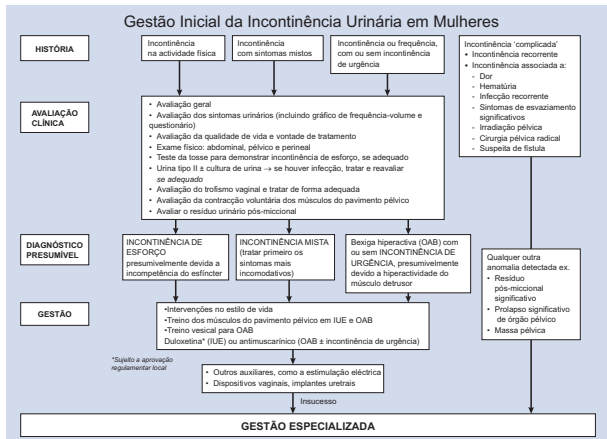 Gestão Inicial da Incontinência Urinária em Mulheres
HISTÓRIA
Incontinência
na actividade física
Incontinência
com sintomas mistos
Incontinência ou frequência,
com ou sem incontinência
de urgência
Incontinência ‘complicada’
• Incontinência recorrente
• Incontinência associada a:
- Dor
- Hematúria
- Infecção recorrente
- Sintomas de esvaziamento
significativos
- Irradiação pélvica
- Cirurgia pélvica radical
- Suspeita de fístula
AVALIAÇÃO
CLÍNICA
• Avaliação geral
• Avaliação dos sintomas urinários (incluindo gráfico de frequência-volume e
questionário)
• Avaliação da qualidade de vida e vontade de tratamento
• Exame físico: abdominal, pélvico e perineal
• Teste da tosse para demonstrar incontinência de esforço, se adequado
• Urina tipo II ± cultura de urina → se houver infecção, tratar e reavaliar
se adequado
• Avaliação do trofismo vaginal e tratar de forma adequada
• Avaliação da contracção voluntária dos músculos do pavimento pélvico
• Avaliar o resíduo urinário pós-miccional
DIAGNÓSTICO
PRESUMÍVEL
INCONTINÊNCIA DE
ESFORÇO
presumivelmente devida a
incompetência do esfíncter
INCONTINÊNCIA MISTA
(tratar primeiro os
sintomas mais
incomodativos)
Bexiga hiperactiva (OAB) com
ou sem INCONTINÊNCIA DE
URGÊNCIA, presumivelmente
devido a hiperactividade do
músculo detrusor
Qualquer outra
anomalia detectada ex.
• Resíduo
pós-miccional
significativo
• Prolapso significativo
de órgão pélvico
• Massa pélvica
GESTÃO
•Intervenções no estilo de vida
•Treino dos músculos do pavimento pélvico em IUE e OAB
•Treino vesical para OAB
Duloxetina* (IUE) ou antimuscarínico (OAB ± incontinência de urgência)
*Sujeito a aprovação
regulamentar local
• Outros auxiliares, como a estimulação eléctrica
• Dispositivos vaginais, implantes uretrais
Insucesso
GESTÃO ESPECIALIZADA